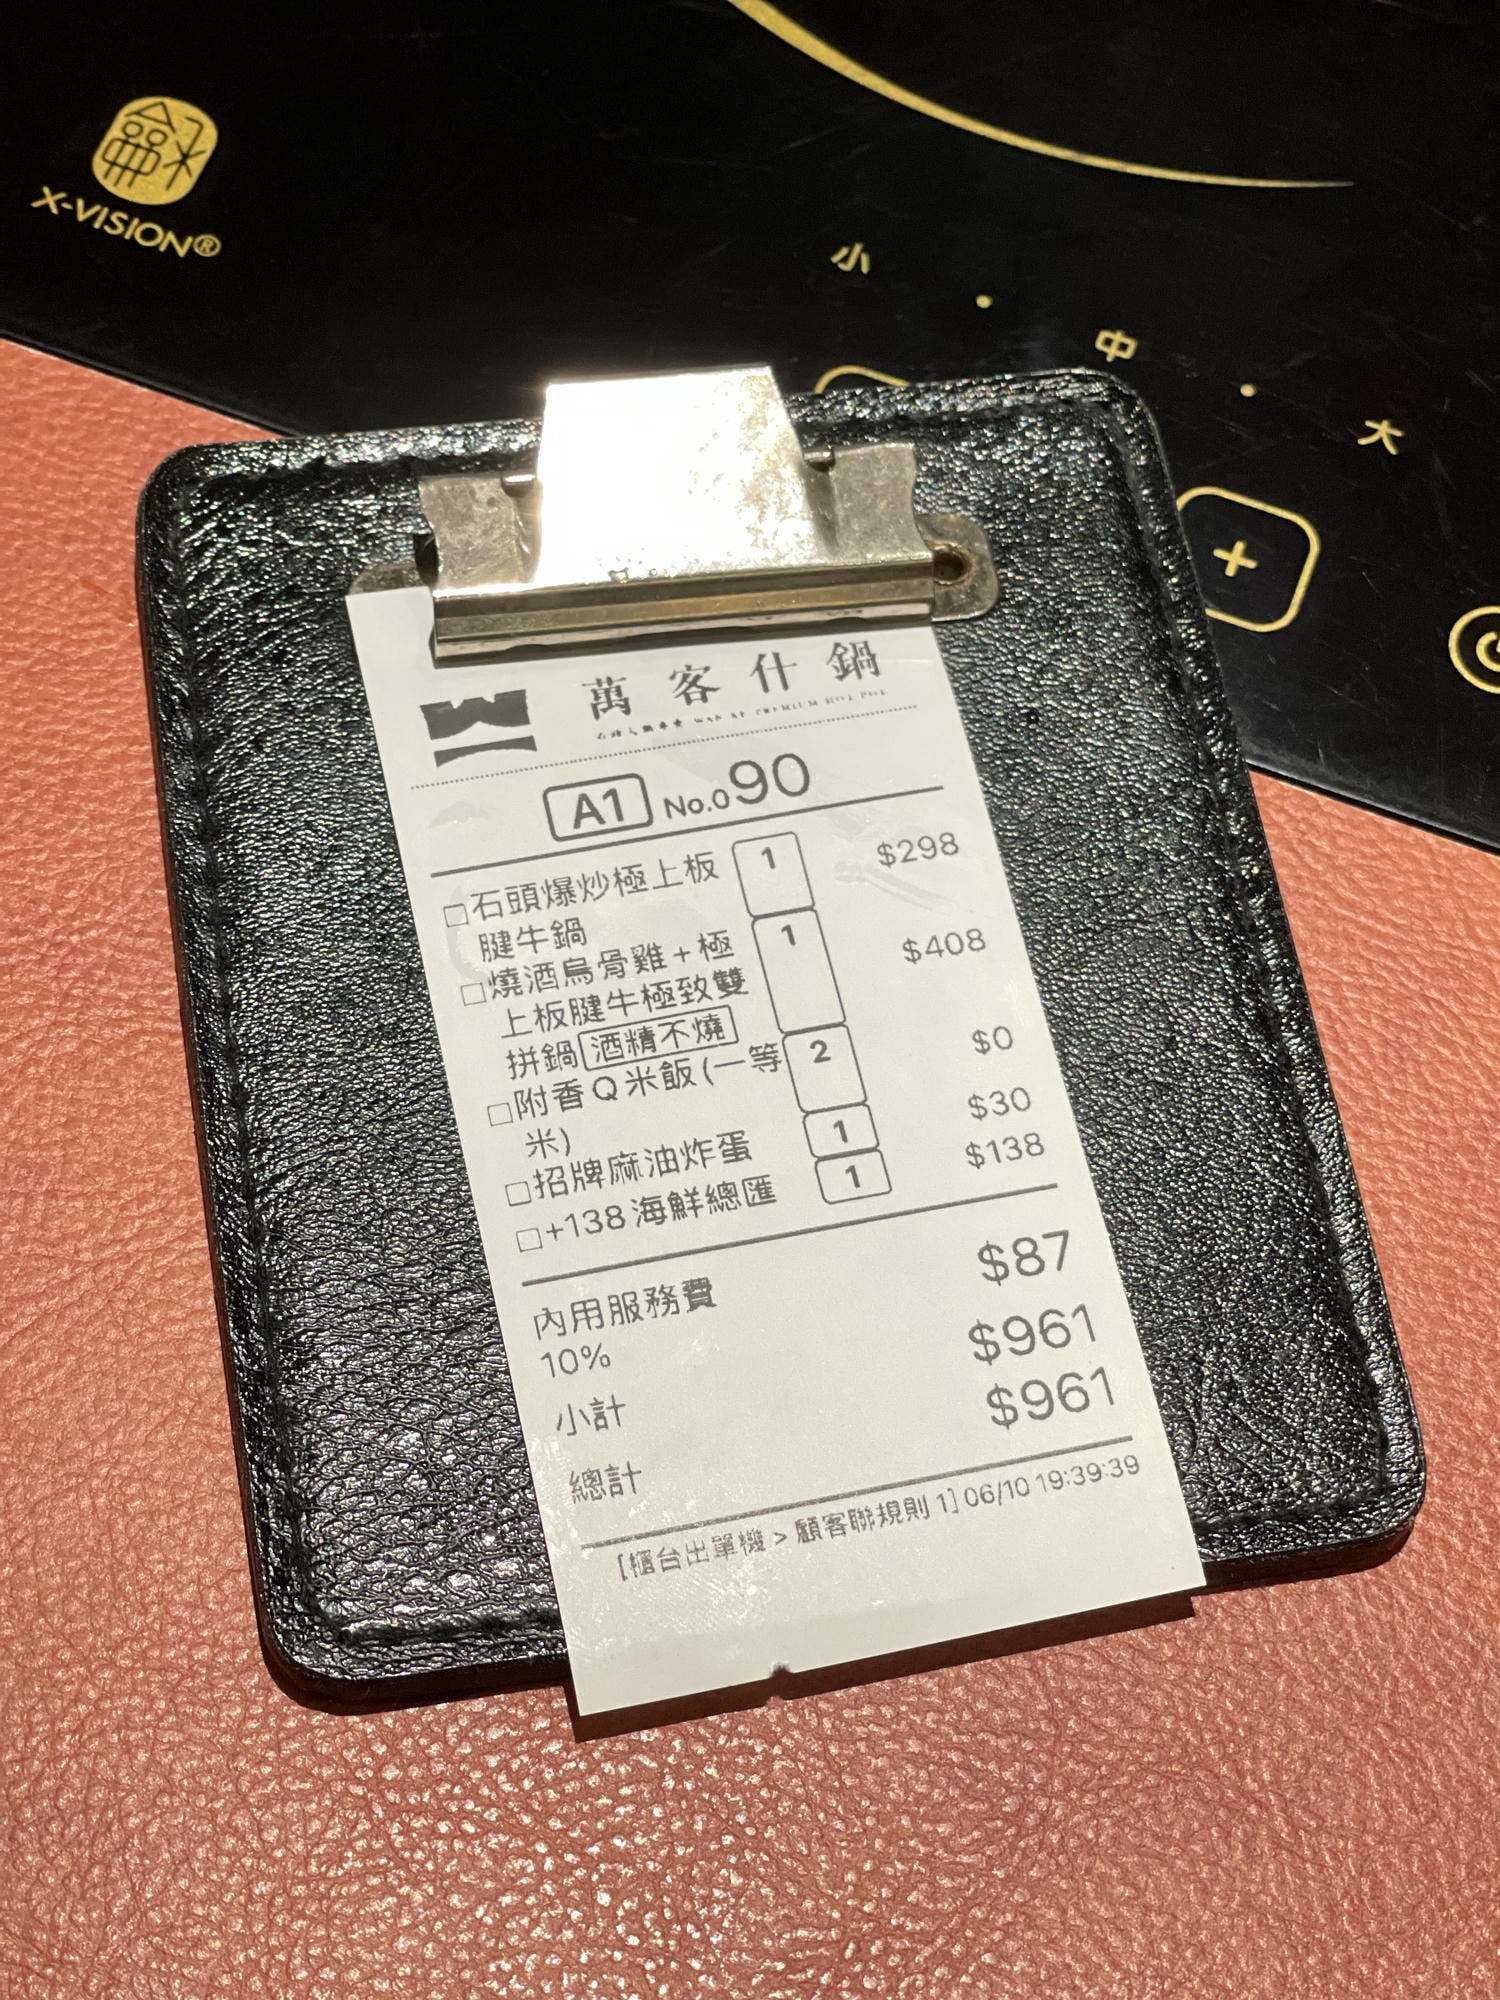 龢
X-VISION®
小 · 中 · 大
+
萬客什鍋
A1 No.090
□石頭爆炒極上板 1 $298
腱牛鍋
□燒酒烏骨雞+極 1 $408
上板腱牛極致雙
拼鍋 酒精不燒
□附香Q米飯(一等 2 $0
米)
□招牌麻油炸蛋 1 $30
□+138海鮮總匯 1 $138
內用服務費 $87
10%
小計 $961
總計 $961
[櫃台出單機 > 顧客聯規則 1] 06/10 19:39:39